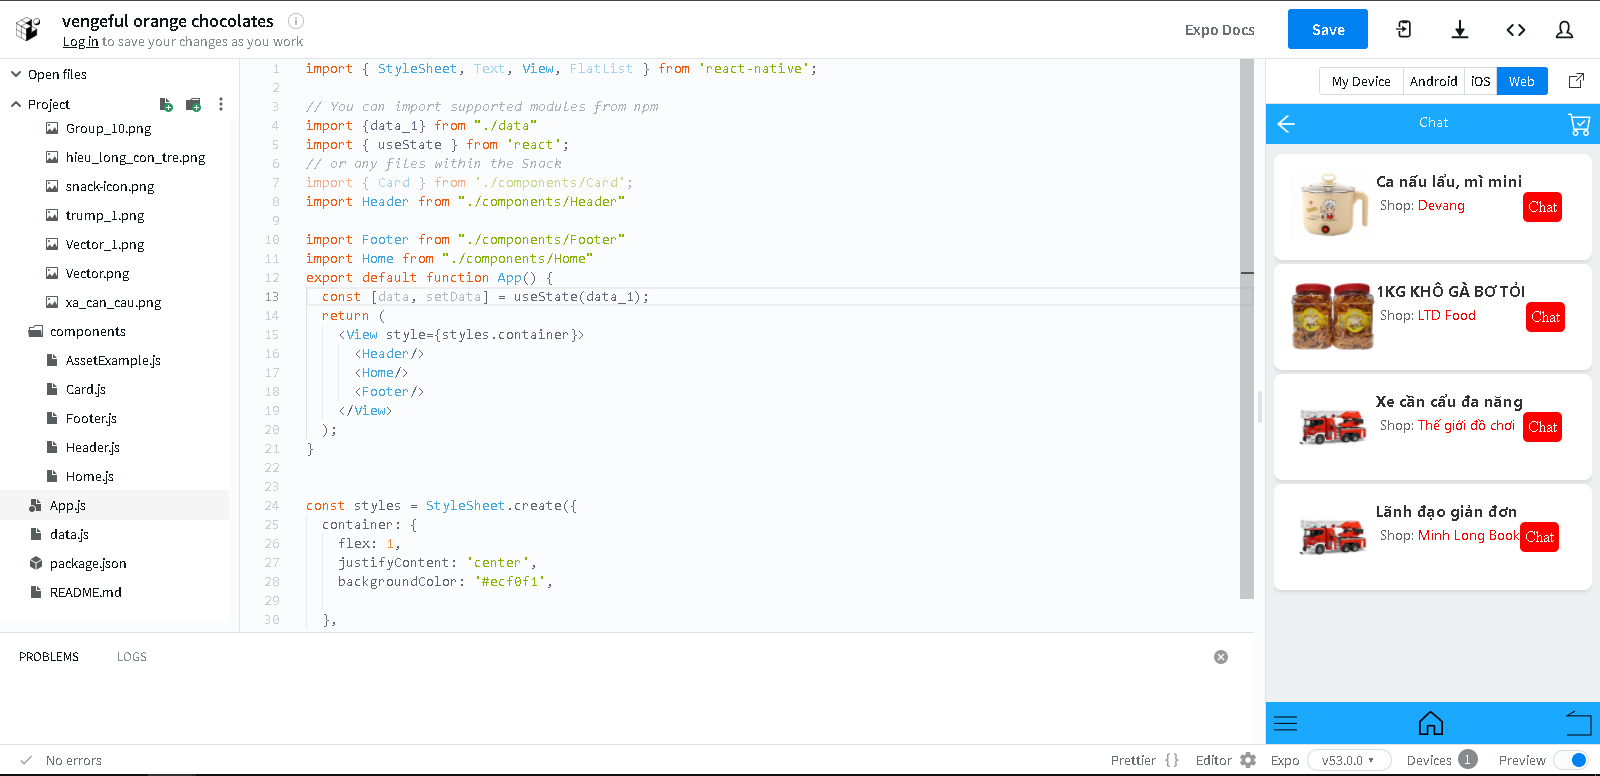 vengeful orange chocolates
Log in to save your changes as you work
Expo Docs
Save
Open files
Project
Group_10.png
hieu_long_con_tre.png
snack-icon.png
trump_1.png
Vector_1.png
Vector.png
xa_can_cau.png
components
AssetExample.js
Card.js
Footer.js
Header.js
Home.js
App.js
data.js
package.json
README.md
1 import { StyleSheet, Text, View, FlatList } from 'react-native';
2
3 // You can import supported modules from npm
4 import {data_1} from "./data"
5 import { useState } from 'react';
6 // or any files within the Snack
7 import { Card } from './components/Card';
8 import Header from "./components/Header"
9
10 import Footer from "./components/Footer"
11 import Home from "./components/Home"
12 export default function App() {
13 const [data, setData] = useState(data_1);
14 return (
15 <View style={styles.container}>
16 <Header/>
17 <Home/>
18 <Footer/>
19 </View>
20 );
21 }
22
23
24 const styles = StyleSheet.create({
25 container: {
26 flex: 1,
27 justifyContent: 'center',
28 backgroundColor: '#ecf0f1',
29
30 },
My Device Android iOS Web
Chat
Ca nấu lẩu, mì mini
Shop: Devang
Chat
1KG KHÔ GÀ BƠ TỎI
Shop: LTD Food
Chat
Xe cần cẩu đa năng
Shop: Thế giới đồ chơi
Chat
Lãnh đạo giản đơn
Shop: Minh Long Book
Chat
PROBLEMS LOGS
No errors
Prettier {} Editor Expo v53.0.0 Devices 1 Preview